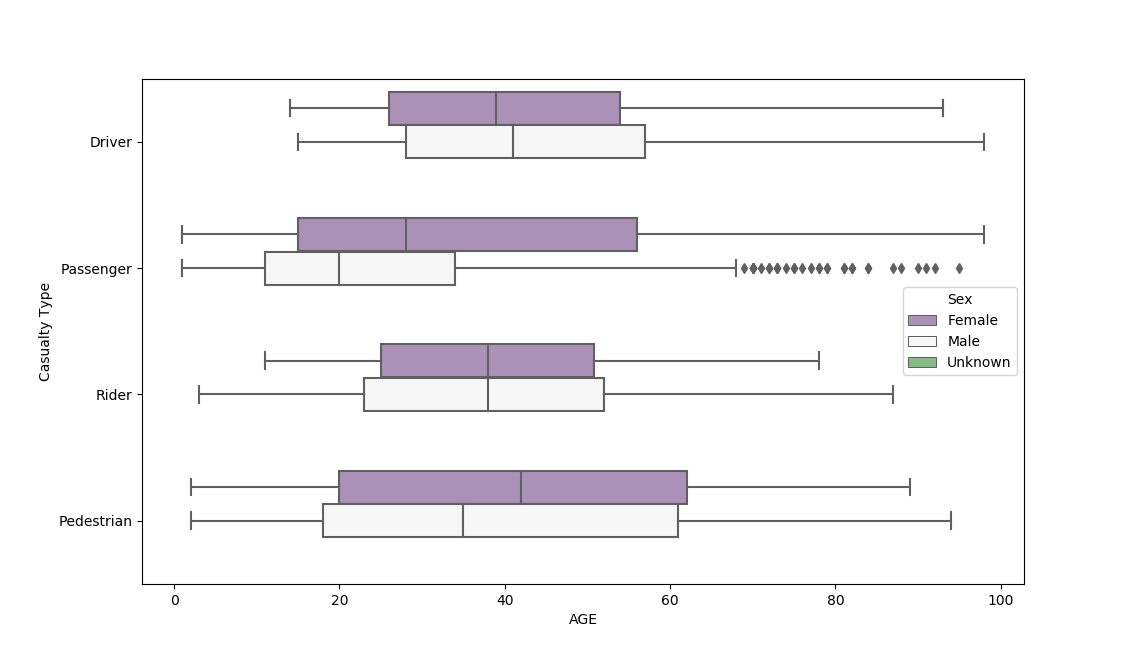 Driver
Passenger
Rider
Pedestrian
Casualty Type
Sex
Female
Male
Unknown
0 20 40 60 80 100
AGE